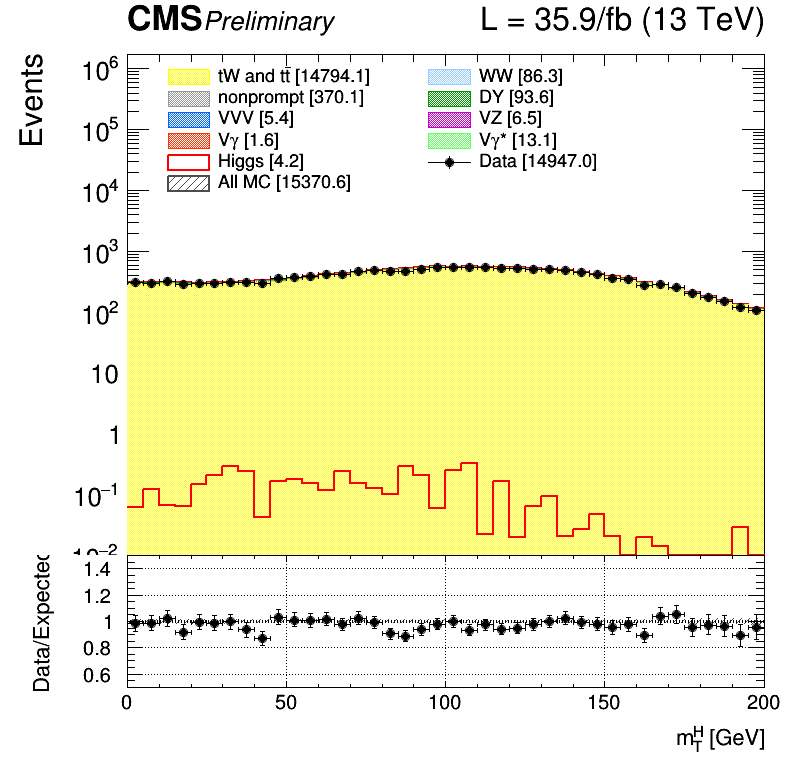 CMS Preliminary L = 35.9/fb (13 TeV)
Events
10⁶
10⁵
10⁴
10³
10²
10
1
10⁻¹
10⁻²
tW and tt̄ [14794.1] WW [86.3]
nonprompt [370.1] DY [93.6]
VVV [5.4] VZ [6.5]
Vγ [1.6] Vγ* [13.1]
Higgs [4.2] Data [14947.0]
All MC [15370.6]
Data/Expected
1.4
1.2
1
0.8
0.6
0 50 100 150 200
m_T^H [GeV]